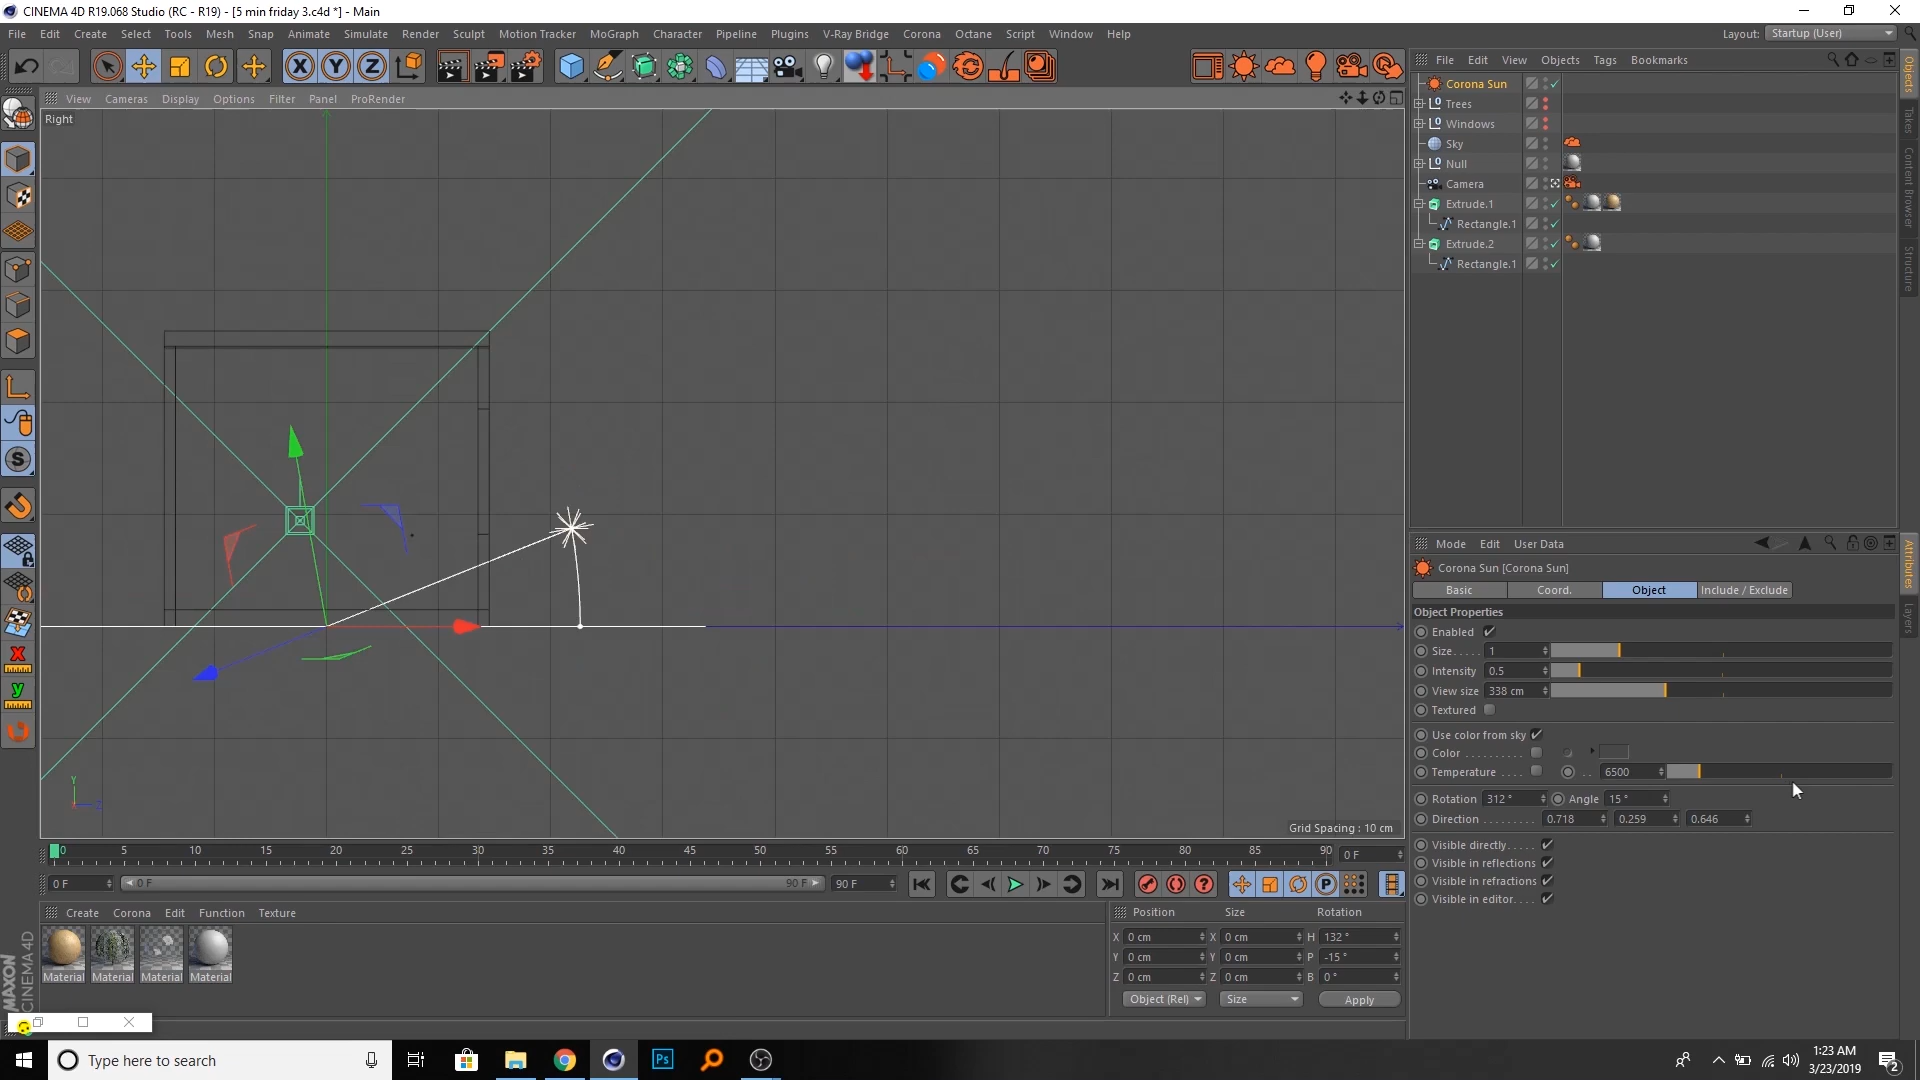 CINEMA 4D R19.068 Studio (RC - R19) - [5 min friday 3.c4d *] - Main
File Edit Create Select Tools Mesh Snap Animate Simulate Render Sculpt Motion Tracker MoGraph Character Pipeline Plugins V-Ray Bridge Corona Octane Script Window Help
Layout: Startup (User)
View Cameras Display Options Filter Panel ProRender
Right
Grid Spacing : 10 cm
File Edit View Objects Tags Bookmarks
Corona Sun
Trees
Windows
Sky
Null
Camera
Extrude.1
Rectangle.1
Extrude.2
Rectangle.1
Objects
Takes
Content Browser
Structure
Mode Edit User Data
Corona Sun [Corona Sun]
Basic Coord. Object Include / Exclude
Object Properties
Enabled
Size..... 1
Intensity 0.5
View size 338 cm
Textured
Use color from sky
Color
Temperature .... 6500
Rotation 312 ° Angle 15 °
Direction ......... 0.718 0.259 0.646
Visible directly.....
Visible in reflections
Visible in refractions
Visible in editor....
Attributes
Layers
0 5 10 15 20 25 30 35 40 45 50 55 60 65 70 75 80 85 90 0 F
0 F 0 F 90 F 90 F
Create Corona Edit Function Texture
Material Material Material Material
Position Size Rotation
X 0 cm X 0 cm H 132 °
Y 0 cm Y 0 cm P -15 °
Z 0 cm Z 0 cm B 0 °
Object (Rel) Size Apply
MAXON
CINEMA 4D
Type here to search
Ps
1:23 AM
3/23/2019
2